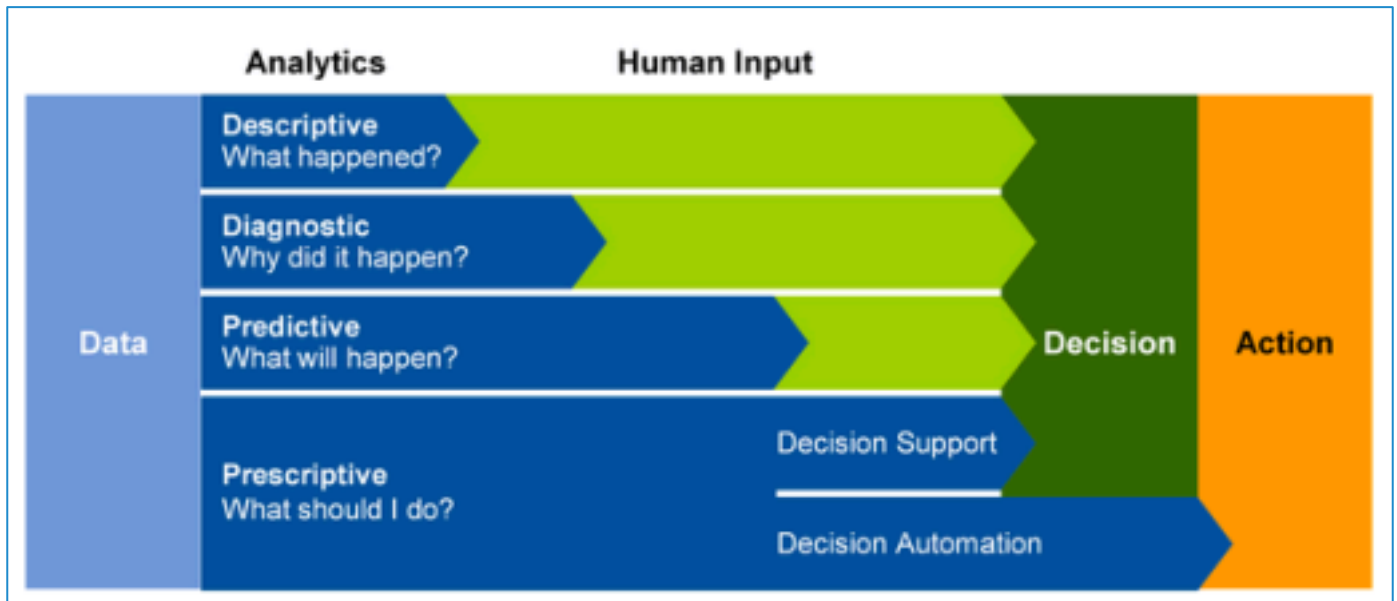 Analytics
Human Input
Data
Descriptive
What happened?
Diagnostic
Why did it happen?
Predictive
What will happen?
Prescriptive
What should I do?
Decision Support
Decision Automation
Decision
Action